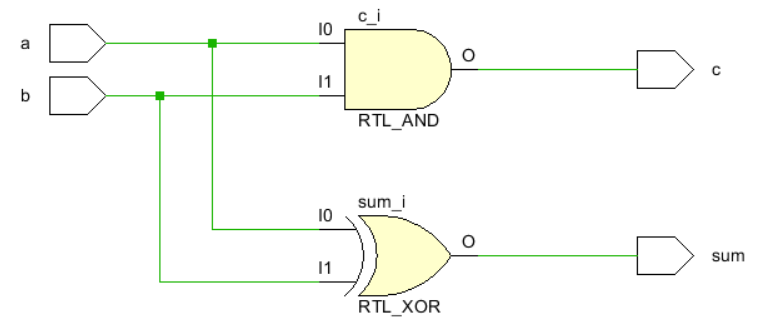 c_i
a
I0
O
c
b
I1
RTL_AND
sum_i
I0
O
sum
I1
RTL_XOR